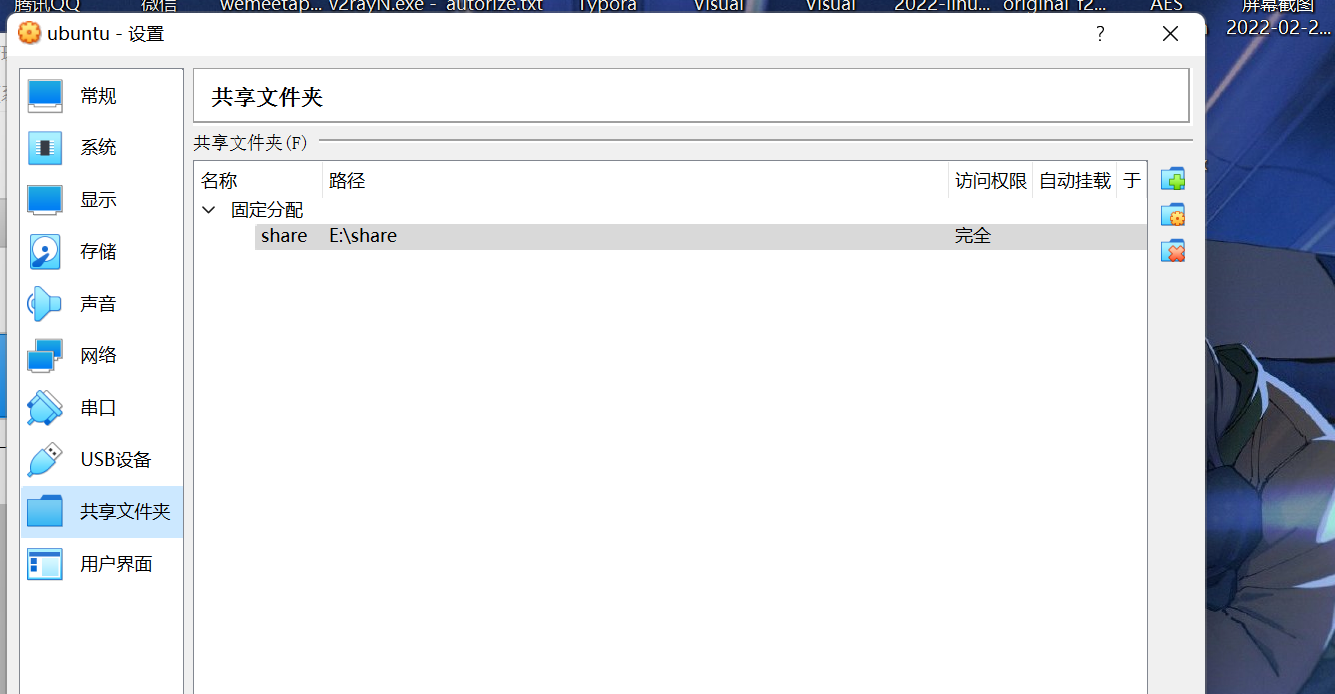 腾讯QQ 微信 wemeetap... v2rayN.exe - autorize.txt Typora Visual Visual 2022-linu... original_f2... AES 屏幕截图
2022-02-2...
ubuntu - 设置 ?
常规
系统
显示
存储
声音
网络
串口
USB设备
共享文件夹
用户界面
共享文件夹
共享文件夹(F)
名称 路径 访问权限 自动挂载 于
固定分配
share E:\share 完全